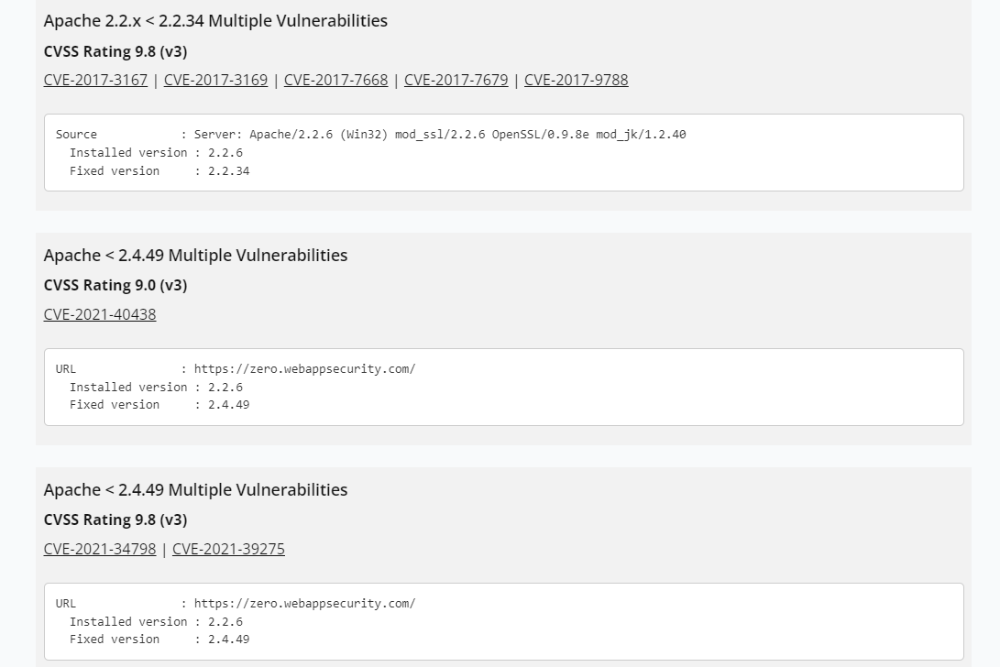 Apache 2.2.x < 2.2.34 Multiple Vulnerabilities
CVSS Rating 9.8 (v3)
CVE-2017-3167 | CVE-2017-3169 | CVE-2017-7668 | CVE-2017-7679 | CVE-2017-9788
Source : Server: Apache/2.2.6 (Win32) mod_ssl/2.2.6 OpenSSL/0.9.8e mod_jk/1.2.40
Installed version : 2.2.6
Fixed version : 2.2.34
Apache < 2.4.49 Multiple Vulnerabilities
CVSS Rating 9.0 (v3)
CVE-2021-40438
URL : https://zero.webappsecurity.com/
Installed version : 2.2.6
Fixed version : 2.4.49
Apache < 2.4.49 Multiple Vulnerabilities
CVSS Rating 9.8 (v3)
CVE-2021-34798 | CVE-2021-39275
URL : https://zero.webappsecurity.com/
Installed version : 2.2.6
Fixed version : 2.4.49